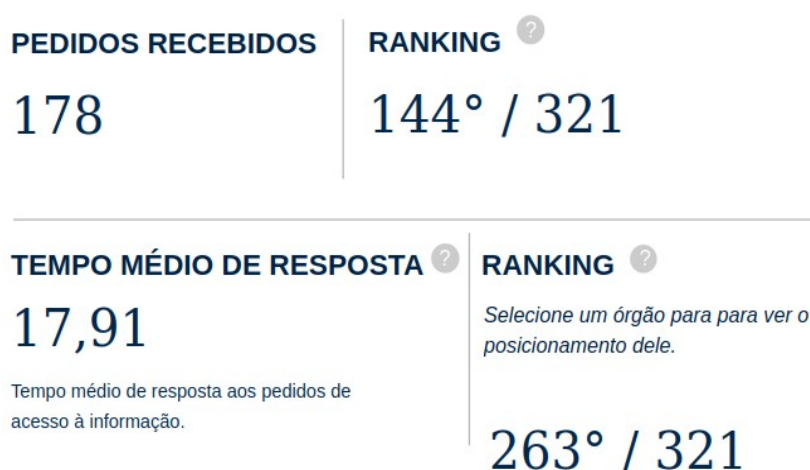 PEDIDOS RECEBIDOS
178
RANKING ?
144° / 321
TEMPO MÉDIO DE RESPOSTA ?
17,91
Tempo médio de resposta aos pedidos de
acesso à informação.
RANKING ?
Selecione um órgão para para ver o
posicionamento dele.
263° / 321